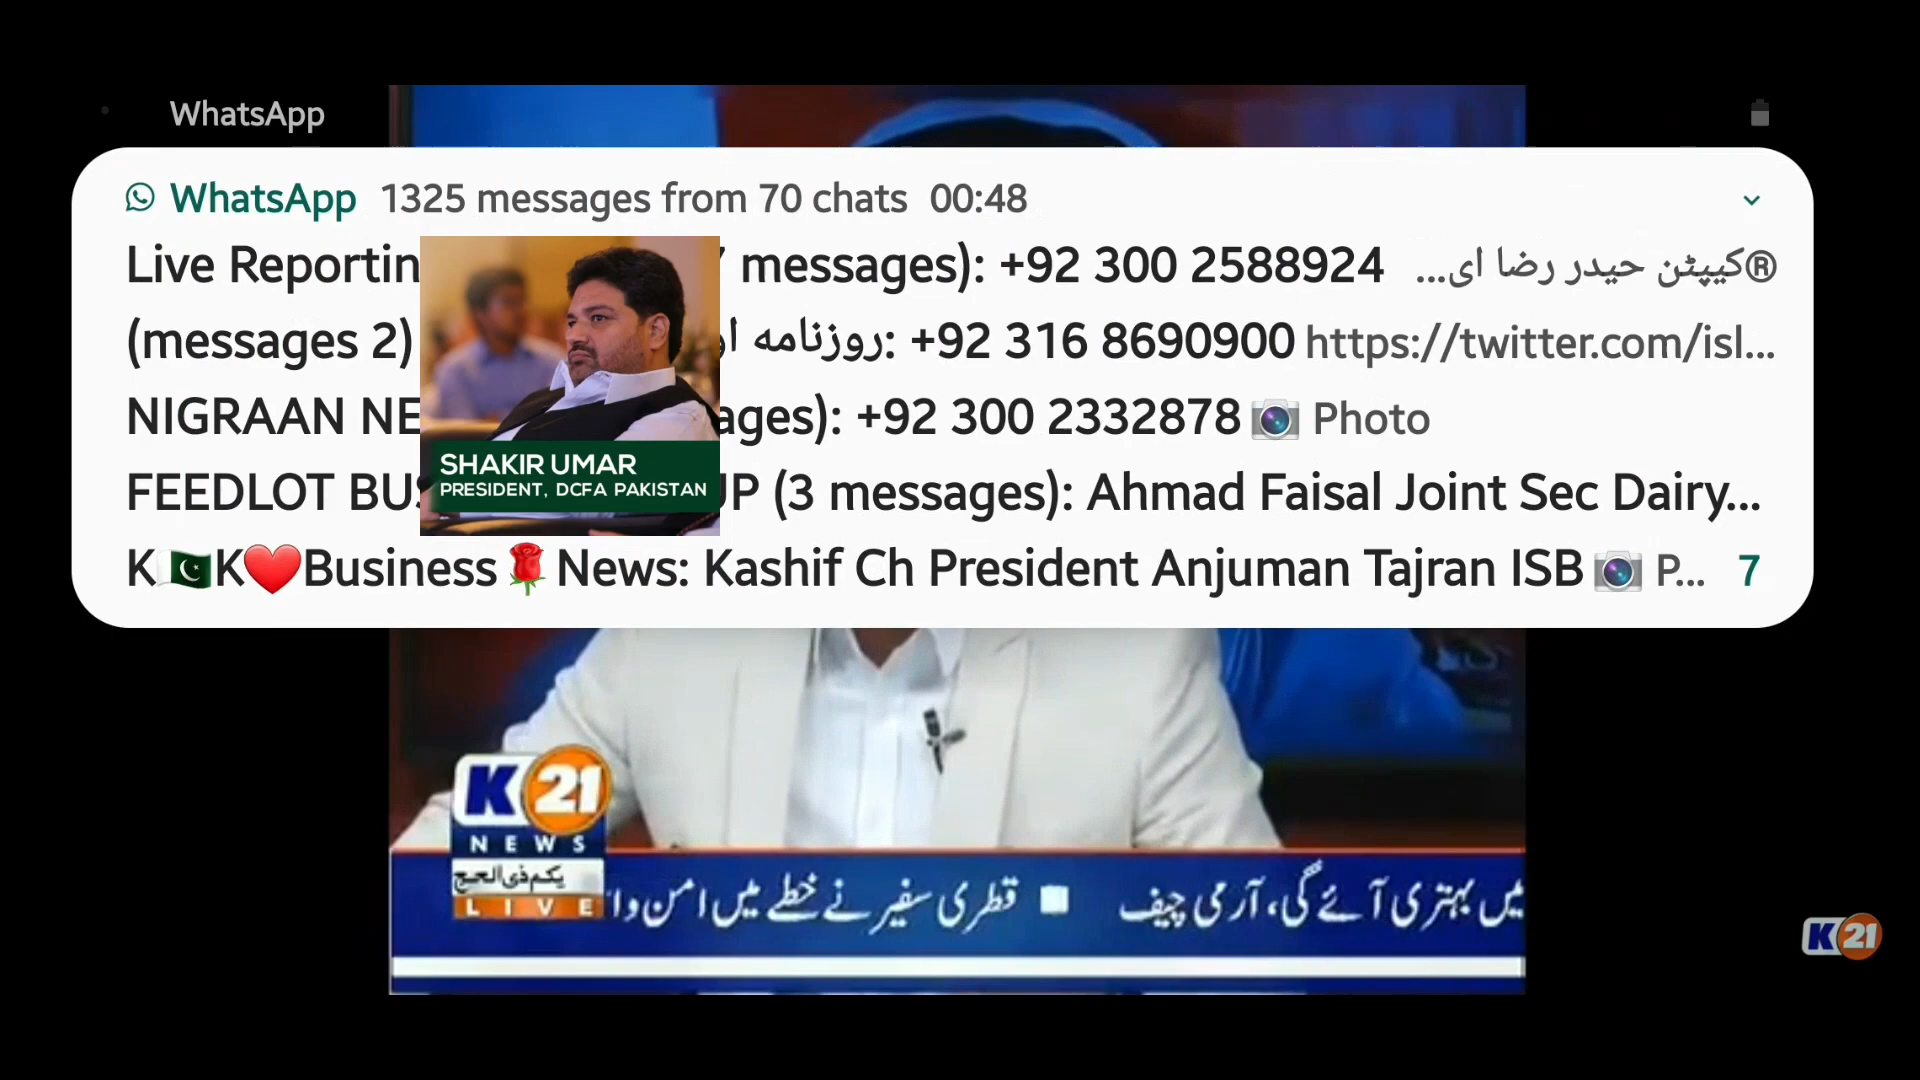 WhatsApp
WhatsApp 1325 messages from 70 chats 00:48
Live Reportin messages): +92 300 2588924 ®کیپٹن حیدر رضا ای...
(messages 2) روزنامه ا: +92 316 8690900 https://twitter.com/isl...
NIGRAAN NE ages): +92 300 2332878 📷 Photo
SHAKIR UMAR
PRESIDENT, DCFA PAKISTAN
FEEDLOT BUS UP (3 messages): Ahmad Faisal Joint Sec Dairy...
K🇵🇰K❤️Business🌹News: Kashif Ch President Anjuman Tajran ISB 📷 P... 7
K21
NEWS
یکم ذی الحج
LIVE
میں بہتری آئے گی، آرمی چیف ■ قطری سفیر نے خطے میں امن وا
K21